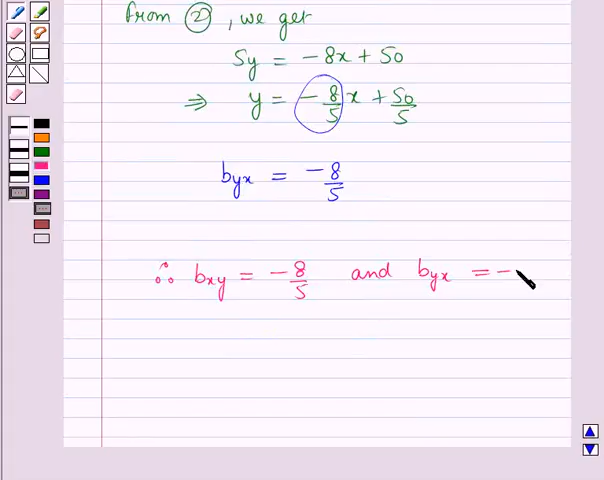 From ②, we get
5y = -8x + 50
⇒ y = -8/5 x + 50/5
byx = -8/5
∴ bxy = -8/5 and byx = -